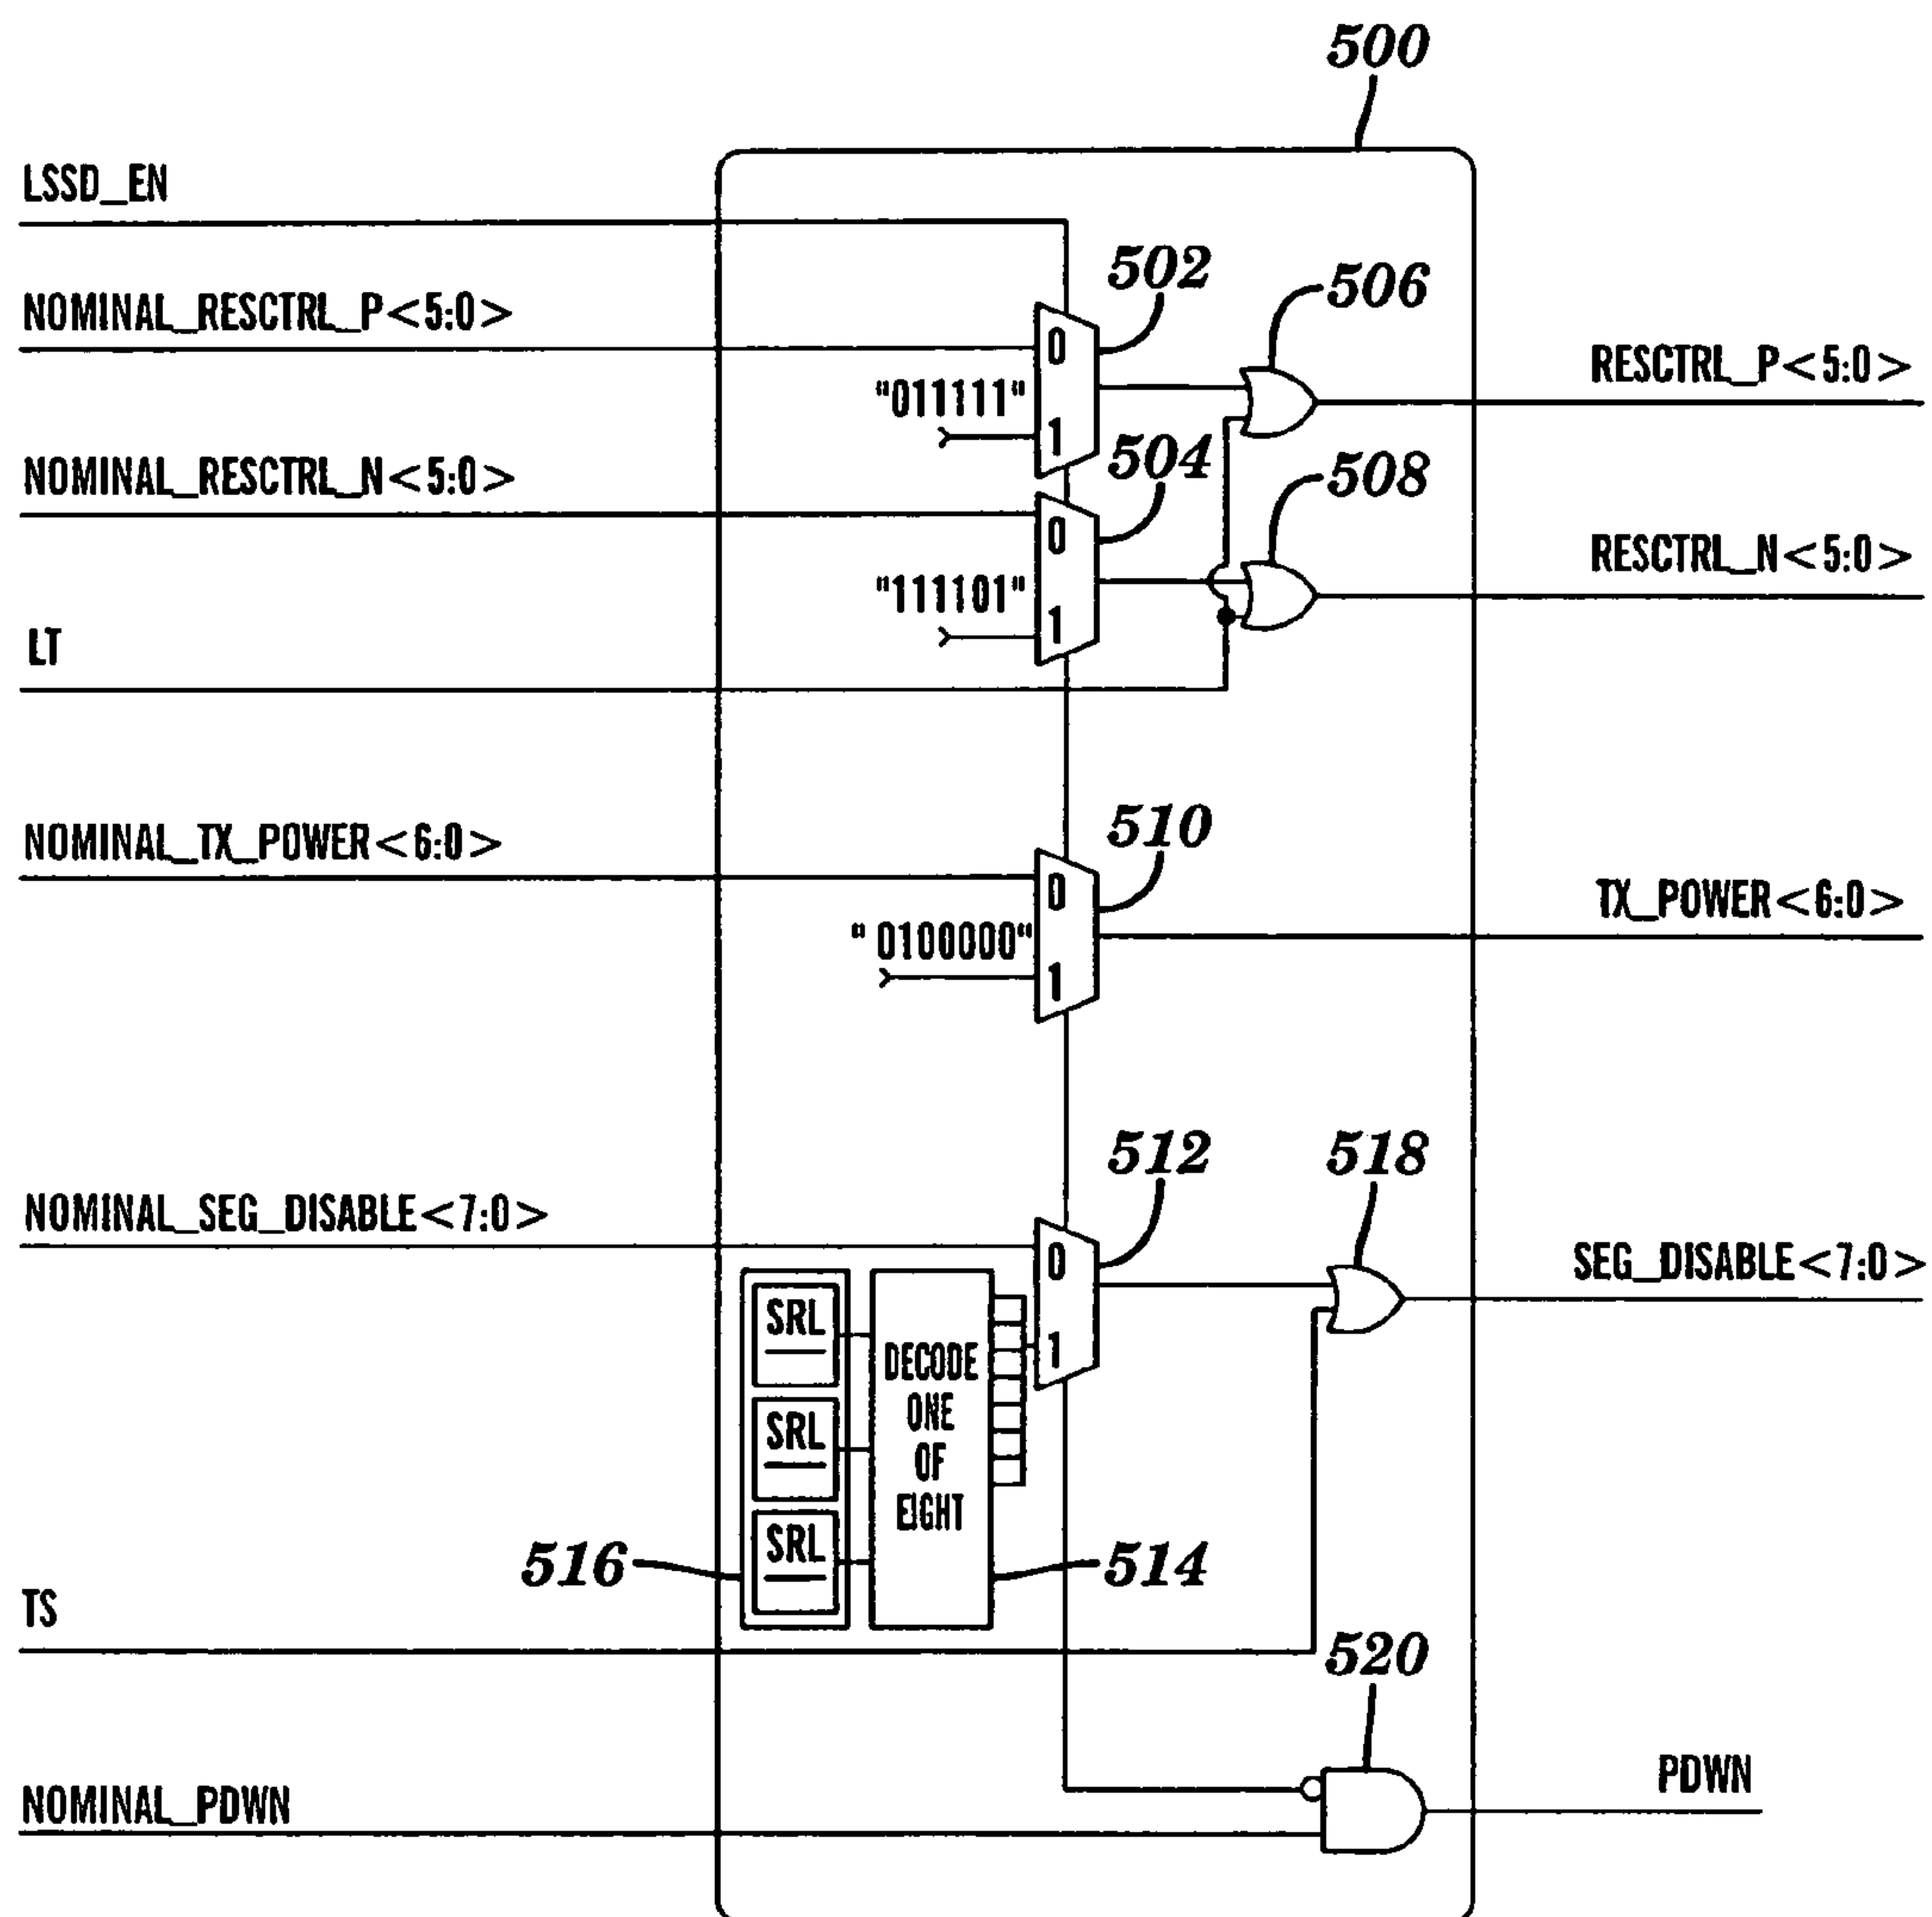 500
LSSD_EN
502
506
NOMINAL_RESCTRL_P<5:0>
0
RESCTRL_P<5:0>
"011111"
1
504
508
NOMINAL_RESCTRL_N<5:0>
0
RESCTRL_N<5:0>
"111101"
1
LT
510
NOMINAL_TX_POWER<6:0>
0
TX_POWER<6:0>
"0100000"
1
512
518
NOMINAL_SEG_DISABLE<7:0>
0
SEG_DISABLE<7:0>
SRL
1
DECODE
ONE
OF
EIGHT
SRL
SRL
516
514
TS
520
NOMINAL_PDWN
PDWN